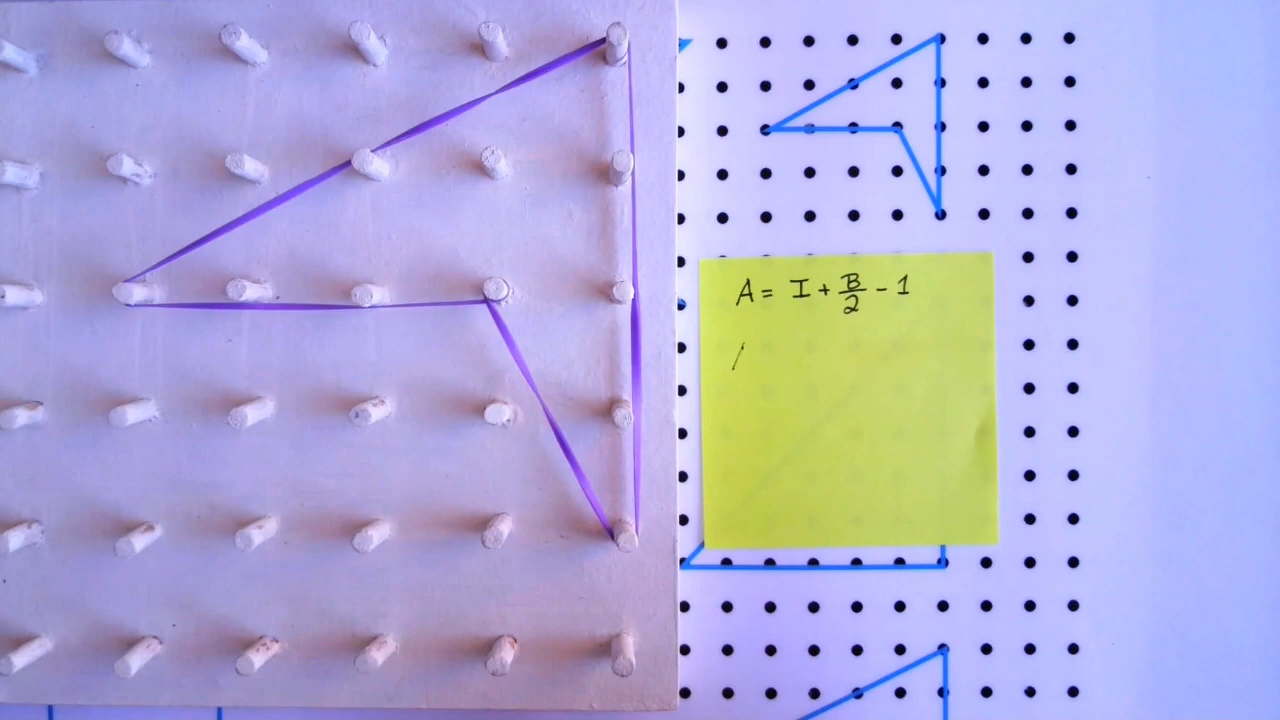 A = I + B/2 - 1
/